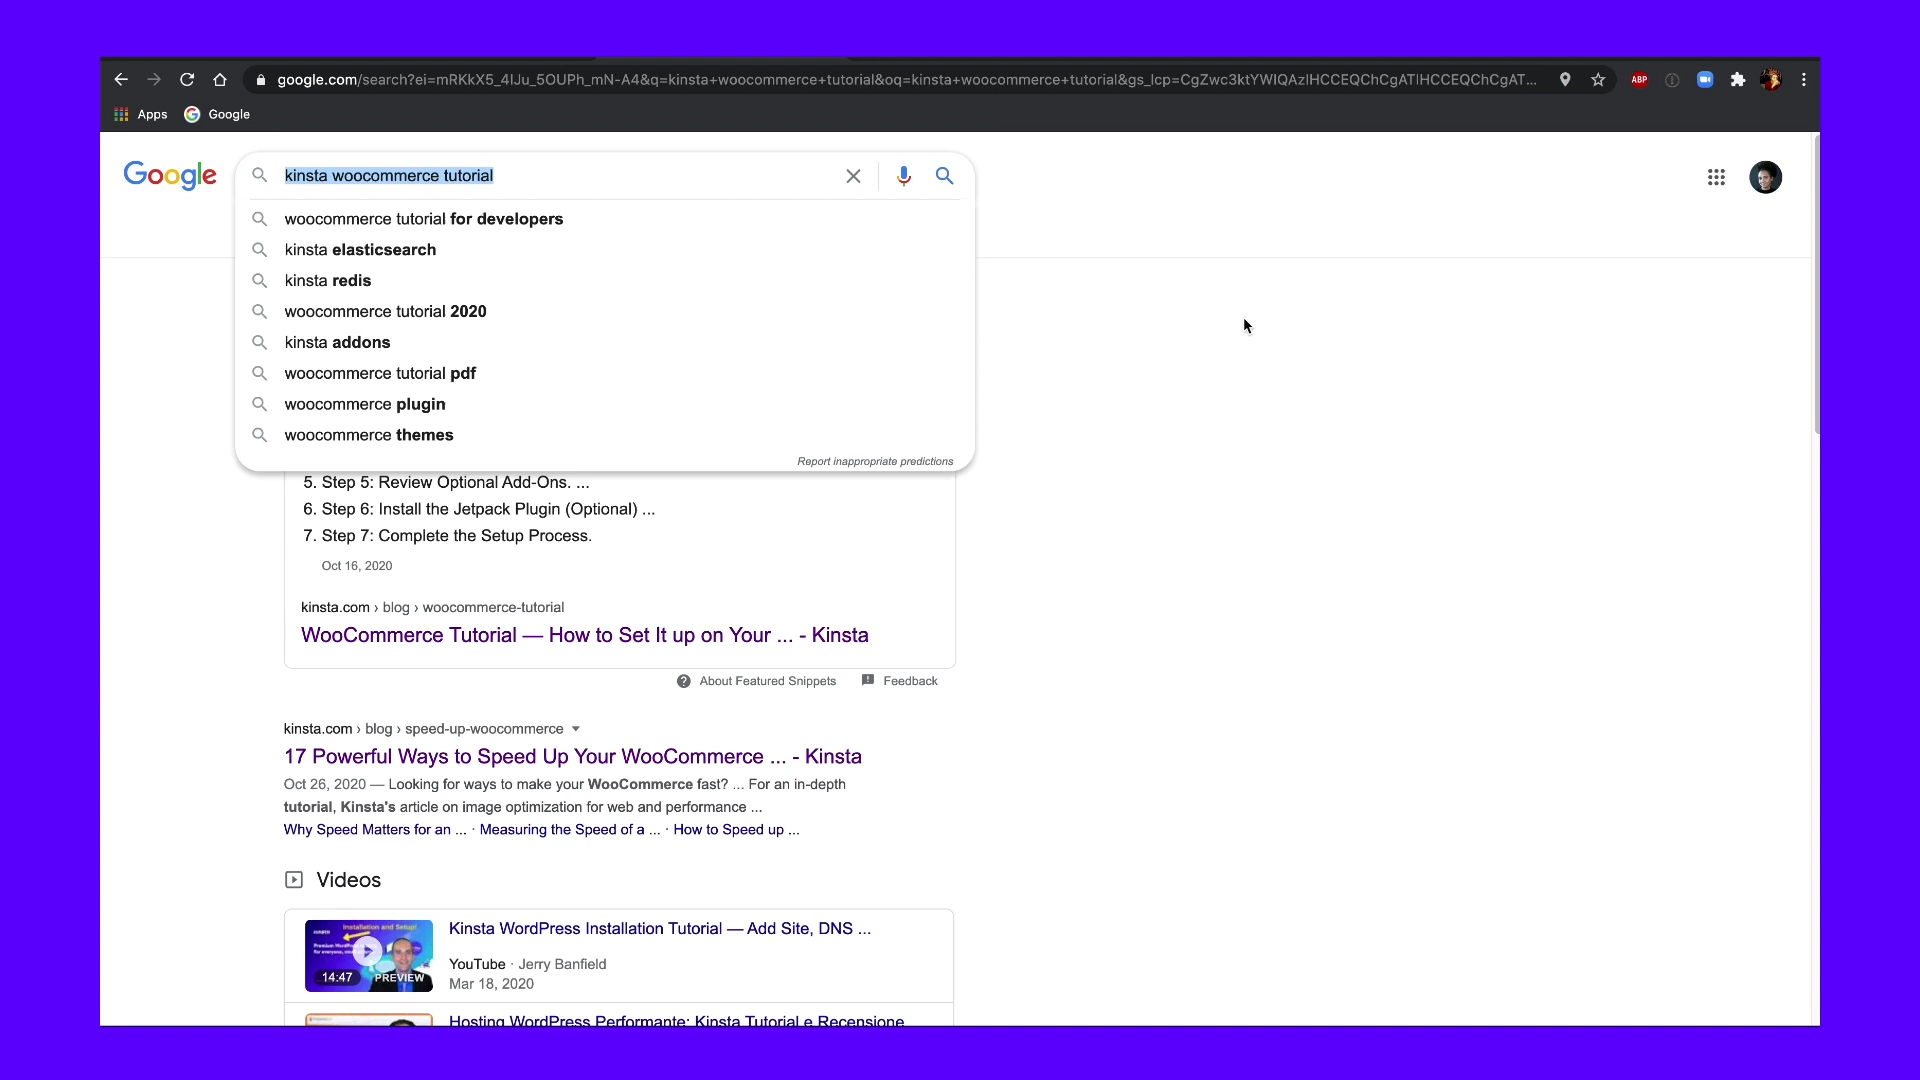 google.com/search?ei=mRKkX5_4IJu_5OUPh_mN-A4&q=kinsta+woocommerce+tutorial&oq=kinsta+woocommerce+tutorial&gs_lcp=CgZwc3ktYWIQAzIHCCEQChCgATIHCCEQChCgAT...
ABP
Apps
Google
Google
kinsta woocommerce tutorial
woocommerce tutorial for developers
kinsta elasticsearch
kinsta redis
woocommerce tutorial 2020
kinsta addons
woocommerce tutorial pdf
woocommerce plugin
woocommerce themes
Report inappropriate predictions
5. Step 5: Review Optional Add-Ons. ...
6. Step 6: Install the Jetpack Plugin (Optional) ...
7. Step 7: Complete the Setup Process.
Oct 16, 2020
kinsta.com › blog › woocommerce-tutorial
WooCommerce Tutorial — How to Set It up on Your ... - Kinsta
About Featured Snippets
Feedback
kinsta.com › blog › speed-up-woocommerce
17 Powerful Ways to Speed Up Your WooCommerce ... - Kinsta
Oct 26, 2020 — Looking for ways to make your WooCommerce fast? ... For an in-depth
tutorial, Kinsta's article on image optimization for web and performance ...
Why Speed Matters for an ... · Measuring the Speed of a ... · How to Speed up ...
Videos
Installation and Setup!
14:47
PREVIEW
Kinsta WordPress Installation Tutorial — Add Site, DNS ...
YouTube · Jerry Banfield
Mar 18, 2020
Hosting WordPress Performante: Kinsta Tutorial e Recensione